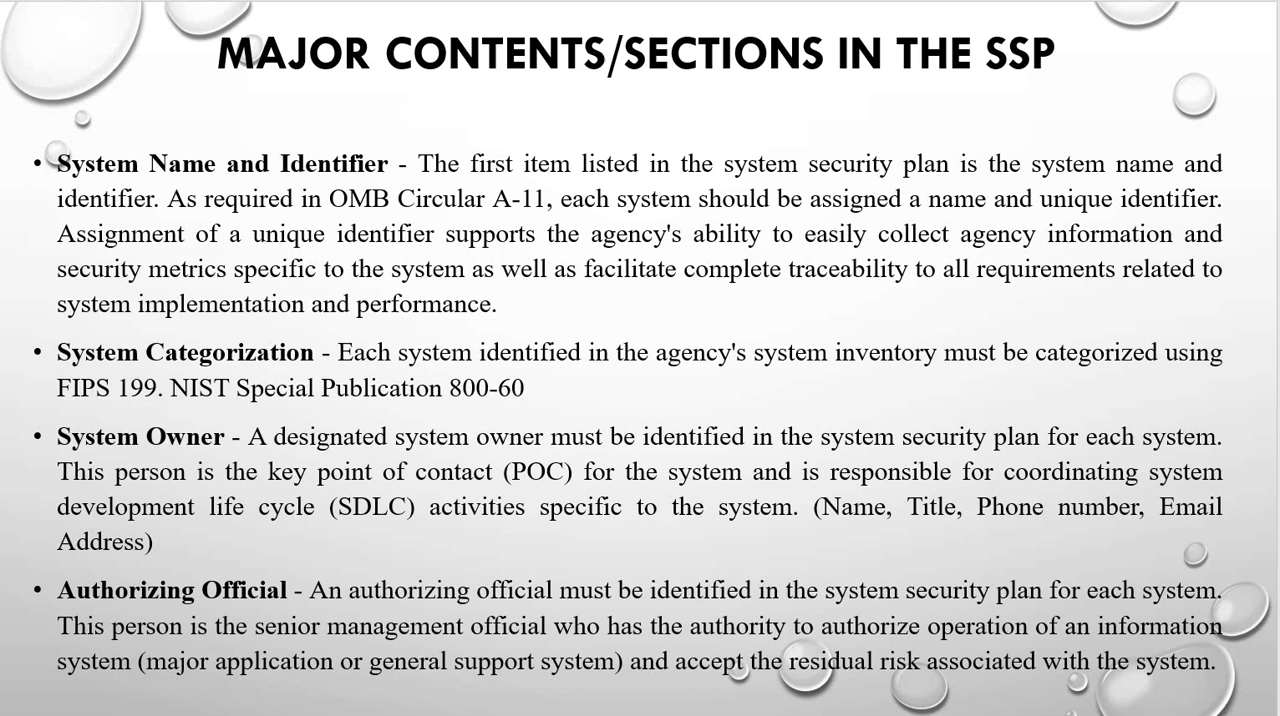 MAJOR CONTENTS/SECTIONS IN THE SSP
• System Name and Identifier - The first item listed in the system security plan is the system name and
identifier. As required in OMB Circular A-11, each system should be assigned a name and unique identifier.
Assignment of a unique identifier supports the agency's ability to easily collect agency information and
security metrics specific to the system as well as facilitate complete traceability to all requirements related to
system implementation and performance.
• System Categorization - Each system identified in the agency's system inventory must be categorized using
FIPS 199. NIST Special Publication 800-60
• System Owner - A designated system owner must be identified in the system security plan for each system.
This person is the key point of contact (POC) for the system and is responsible for coordinating system
development life cycle (SDLC) activities specific to the system. (Name, Title, Phone number, Email
Address)
• Authorizing Official - An authorizing official must be identified in the system security plan for each system.
This person is the senior management official who has the authority to authorize operation of an information
system (major application or general support system) and accept the residual risk associated with the system.